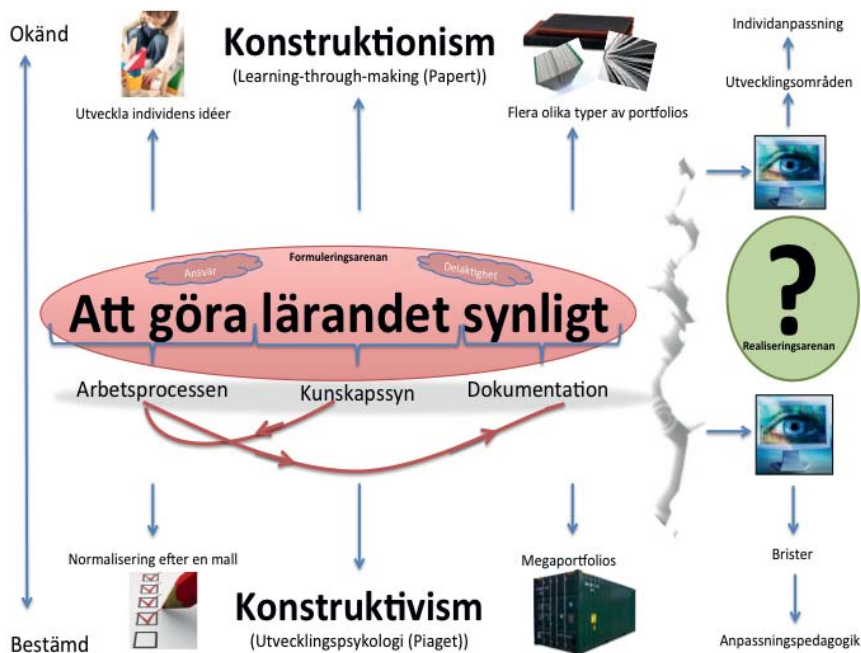 Okänd
Konstruktionism
(Learning-through-making (Papert))
Individanpassning
Utvecklingsområden
Utveckla individens idéer
Flera olika typer av portfolios
Formuleringsarenan
Ansvar
Delaktighet
Att göra lärandet synligt
?
Realiseringsarenan
Arbetsprocessen
Kunskapssyn
Dokumentation
Normalisering efter en mall
Megaportfolios
Brister
Konstruktivism
(Utvecklingspsykologi (Piaget))
Bestämd
Anpassningspedagogik